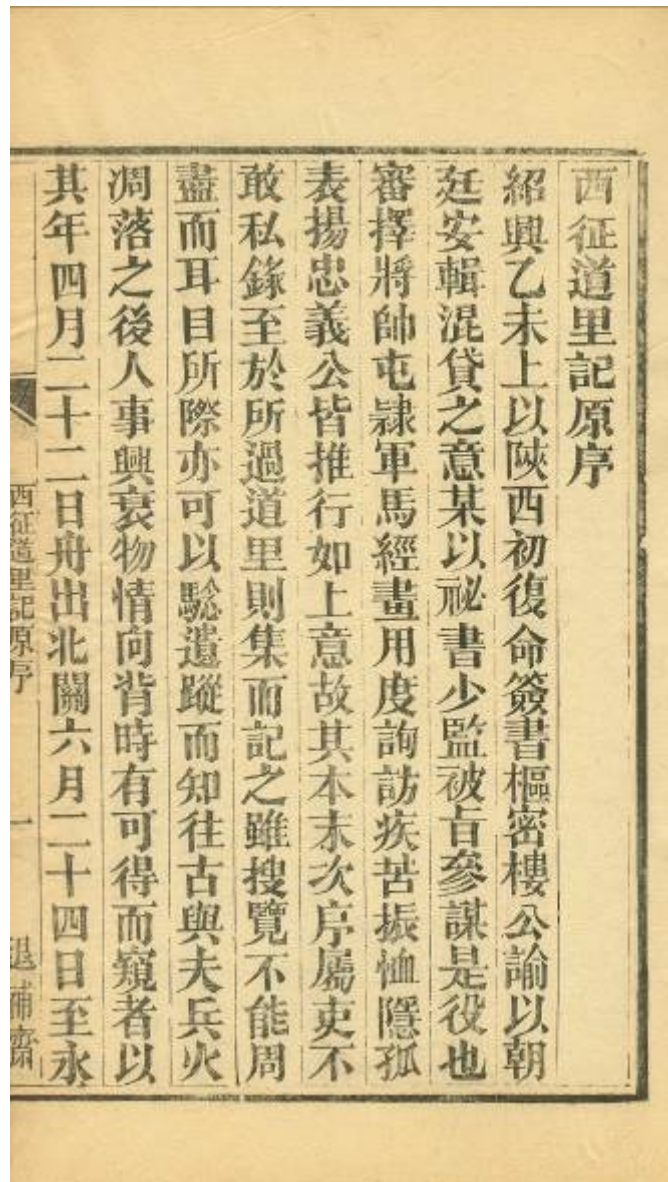 西征道里記原序
紹興乙未上以陝西初復命簽書樞密樓公諭以朝
廷安輯混貸之意某以祕書少監被旨參謀是役也
審擇將帥屯隸軍馬經畫用度詢訪疾苦振恤隱孤
表揚忠義公皆推行如上意故其本末次序屬吏不
敢私錄至於所過道里則集而記之雖搜覽不能周
盡而耳目所際亦可以驗遺蹤而知往古與夫兵火
凋落之後人事興衰物情向背時有可得而窺者以
其年四月二十二日舟出北關六月二十四日至永
西征道里記原序
一
退補齋